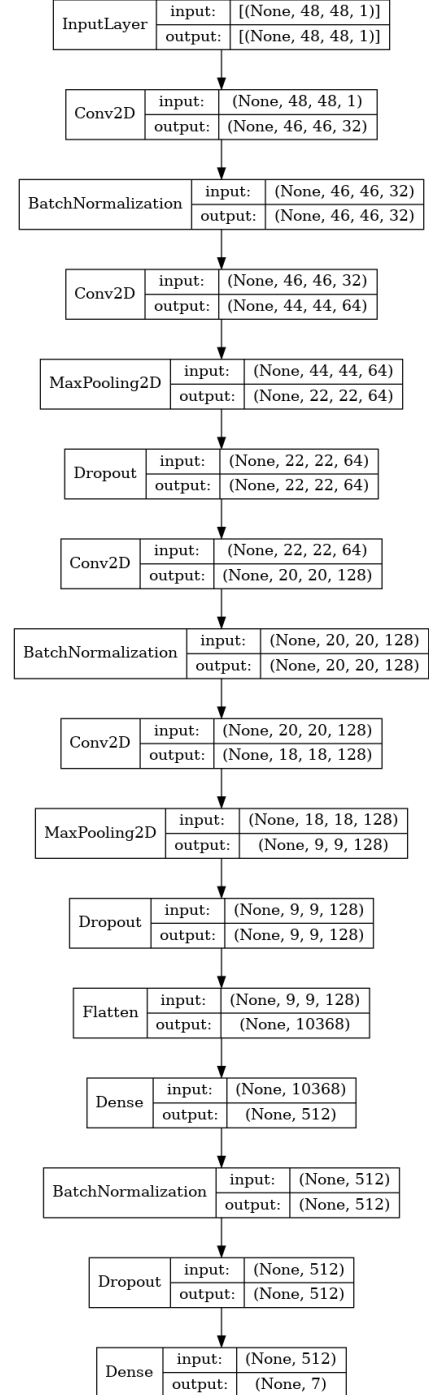 InputLayer input: [(None, 48, 48, 1)]
output: [(None, 48, 48, 1)]
Conv2D input: (None, 48, 48, 1)
output: (None, 46, 46, 32)
BatchNormalization input: (None, 46, 46, 32)
output: (None, 46, 46, 32)
Conv2D input: (None, 46, 46, 32)
output: (None, 44, 44, 64)
MaxPooling2D input: (None, 44, 44, 64)
output: (None, 22, 22, 64)
Dropout input: (None, 22, 22, 64)
output: (None, 22, 22, 64)
Conv2D input: (None, 22, 22, 64)
output: (None, 20, 20, 128)
BatchNormalization input: (None, 20, 20, 128)
output: (None, 20, 20, 128)
Conv2D input: (None, 20, 20, 128)
output: (None, 18, 18, 128)
MaxPooling2D input: (None, 18, 18, 128)
output: (None, 9, 9, 128)
Dropout input: (None, 9, 9, 128)
output: (None, 9, 9, 128)
Flatten input: (None, 9, 9, 128)
output: (None, 10368)
Dense input: (None, 10368)
output: (None, 512)
BatchNormalization input: (None, 512)
output: (None, 512)
Dropout input: (None, 512)
output: (None, 512)
Dense input: (None, 512)
output: (None, 7)